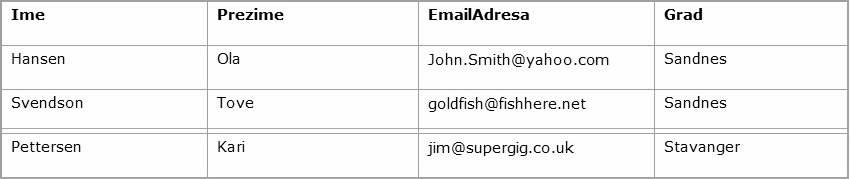 Ime Prezime EmailAdresa Grad
Hansen Ola John.Smith@yahoo.com Sandnes
Svendson Tove goldfish@fishhere.net Sandnes
Pettersen Kari jim@supergig.co.uk Stavanger